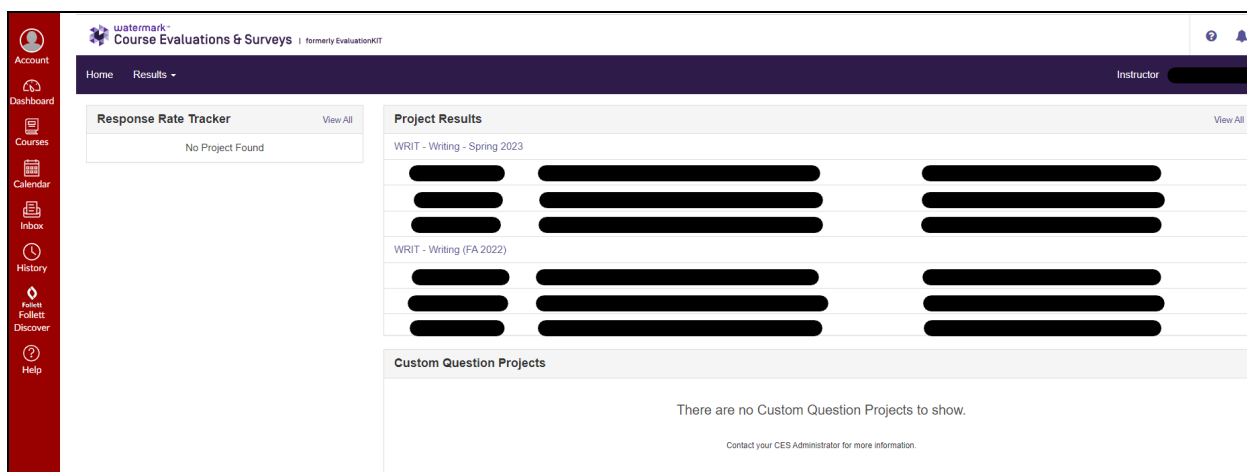 Account
Dashboard
Courses
Calendar
Inbox
History
Follett
Follett
Discover
Help
watermark™
Course Evaluations & Surveys | formerly EvaluationKIT
Home Results
Instructor
Response Rate Tracker View All
No Project Found
Project Results View All
WRIT - Writing - Spring 2023
WRIT - Writing (FA 2022)
Custom Question Projects
There are no Custom Question Projects to show.
Contact your CES Administrator for more information.